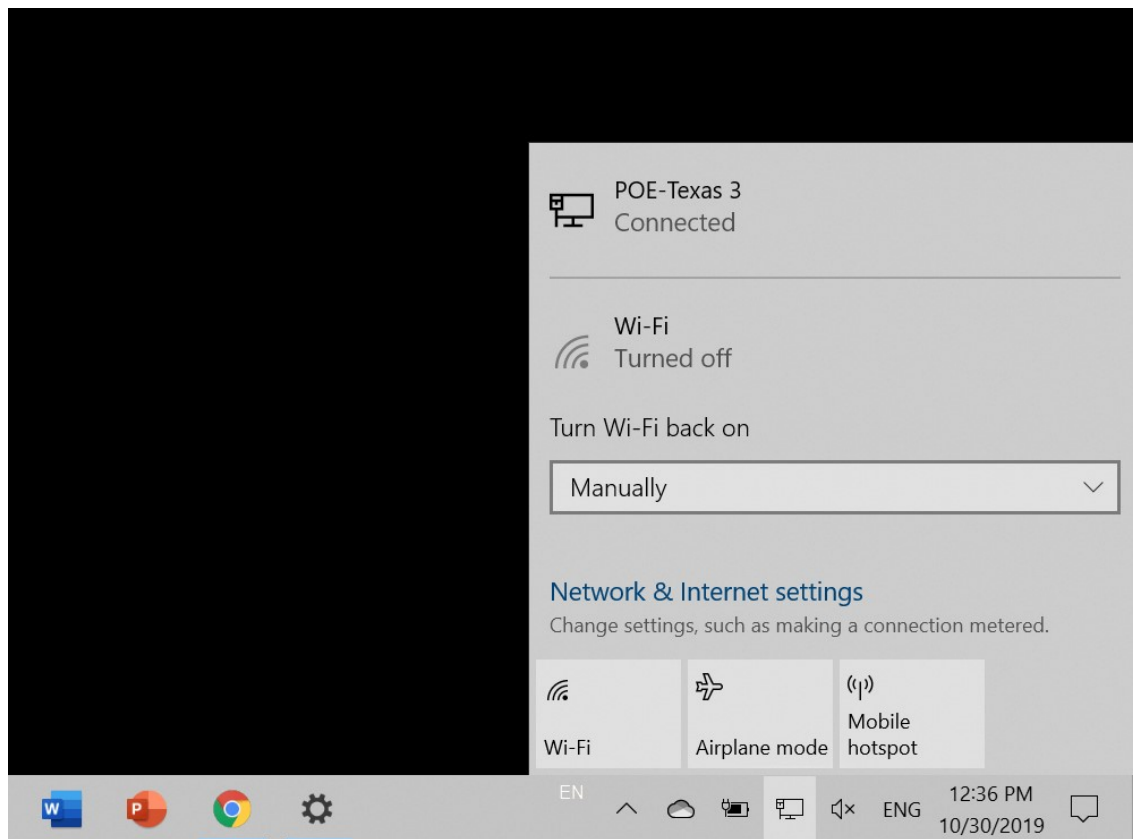 POE-Texas 3
Connected
Wi-Fi
Turned off
Turn Wi-Fi back on
Manually
Network & Internet settings
Change settings, such as making a connection metered.
Wi-Fi
Airplane mode
Mobile
hotspot
W
P
EN
ENG
12:36 PM
10/30/2019